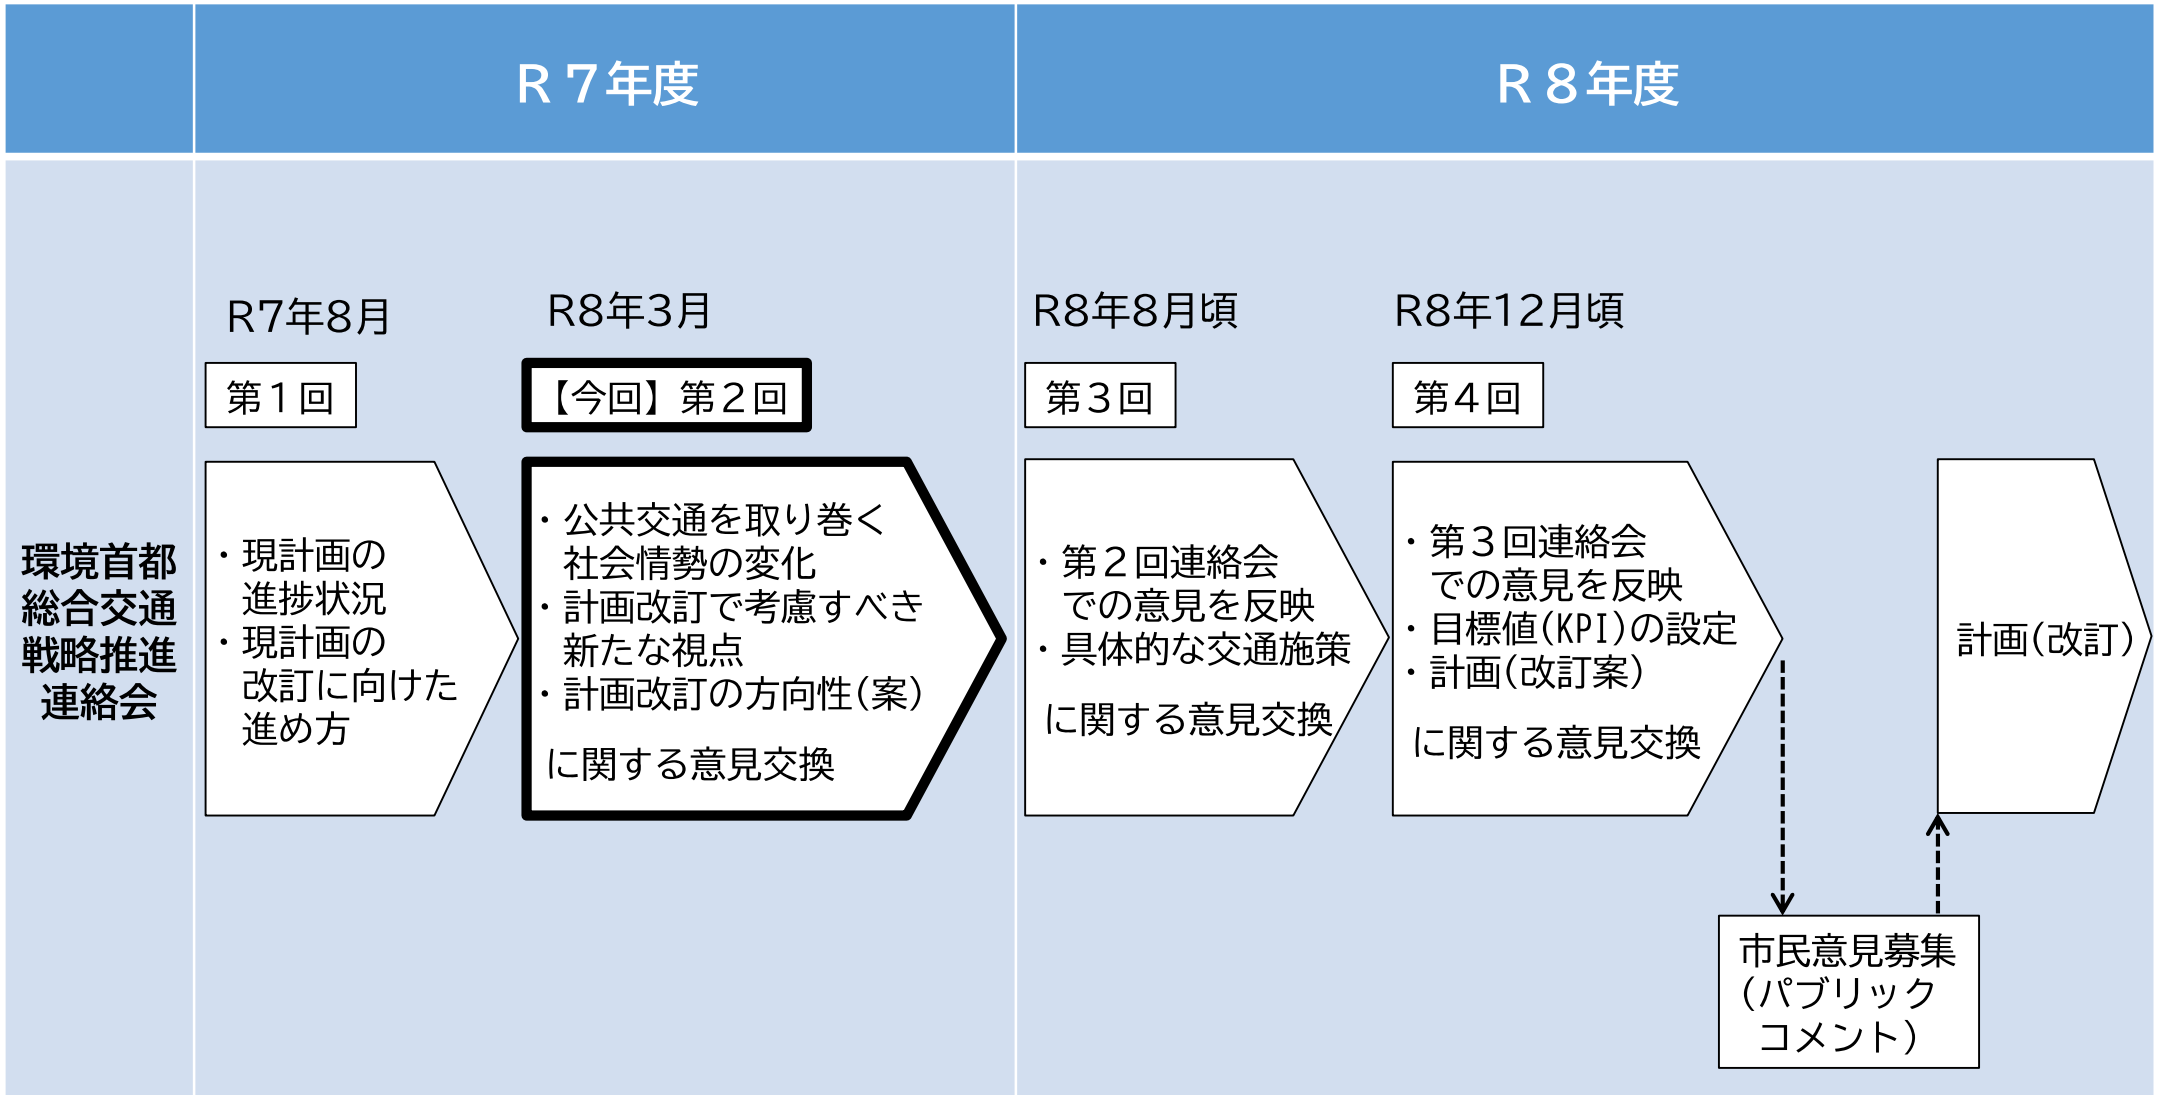 R７年度
R８年度
環境首都
総合交通
戦略推進
連絡会
R7年8月
第１回
・現計画の
進捗状況
・現計画の
改訂に向けた
進め方
R8年3月
【今回】第２回
・公共交通を取り巻く
社会情勢の変化
・計画改訂で考慮すべき
新たな視点
・計画改訂の方向性(案)
に関する意見交換
R8年8月頃
第３回
・第２回連絡会
での意見を反映
・具体的な交通施策
に関する意見交換
R8年12月頃
第４回
・第３回連絡会
での意見を反映
・目標値(KPI)の設定
・計画(改訂案)
に関する意見交換
市民意見募集
(パブリック
コメント)
計画(改訂)